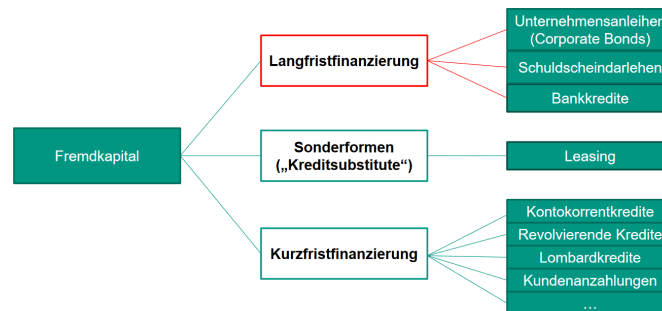 Fremdkapital
Langfristfinanzierung
Unternehmensanleihen
(Corporate Bonds)
Schuldscheindarlehen
Bankkredite
Sonderformen
(„Kreditsubstitute“)
Leasing
Kurzfristfinanzierung
Kontokorrentkredite
Revolvierende Kredite
Lombardkredite
Kundenanzahlungen
…